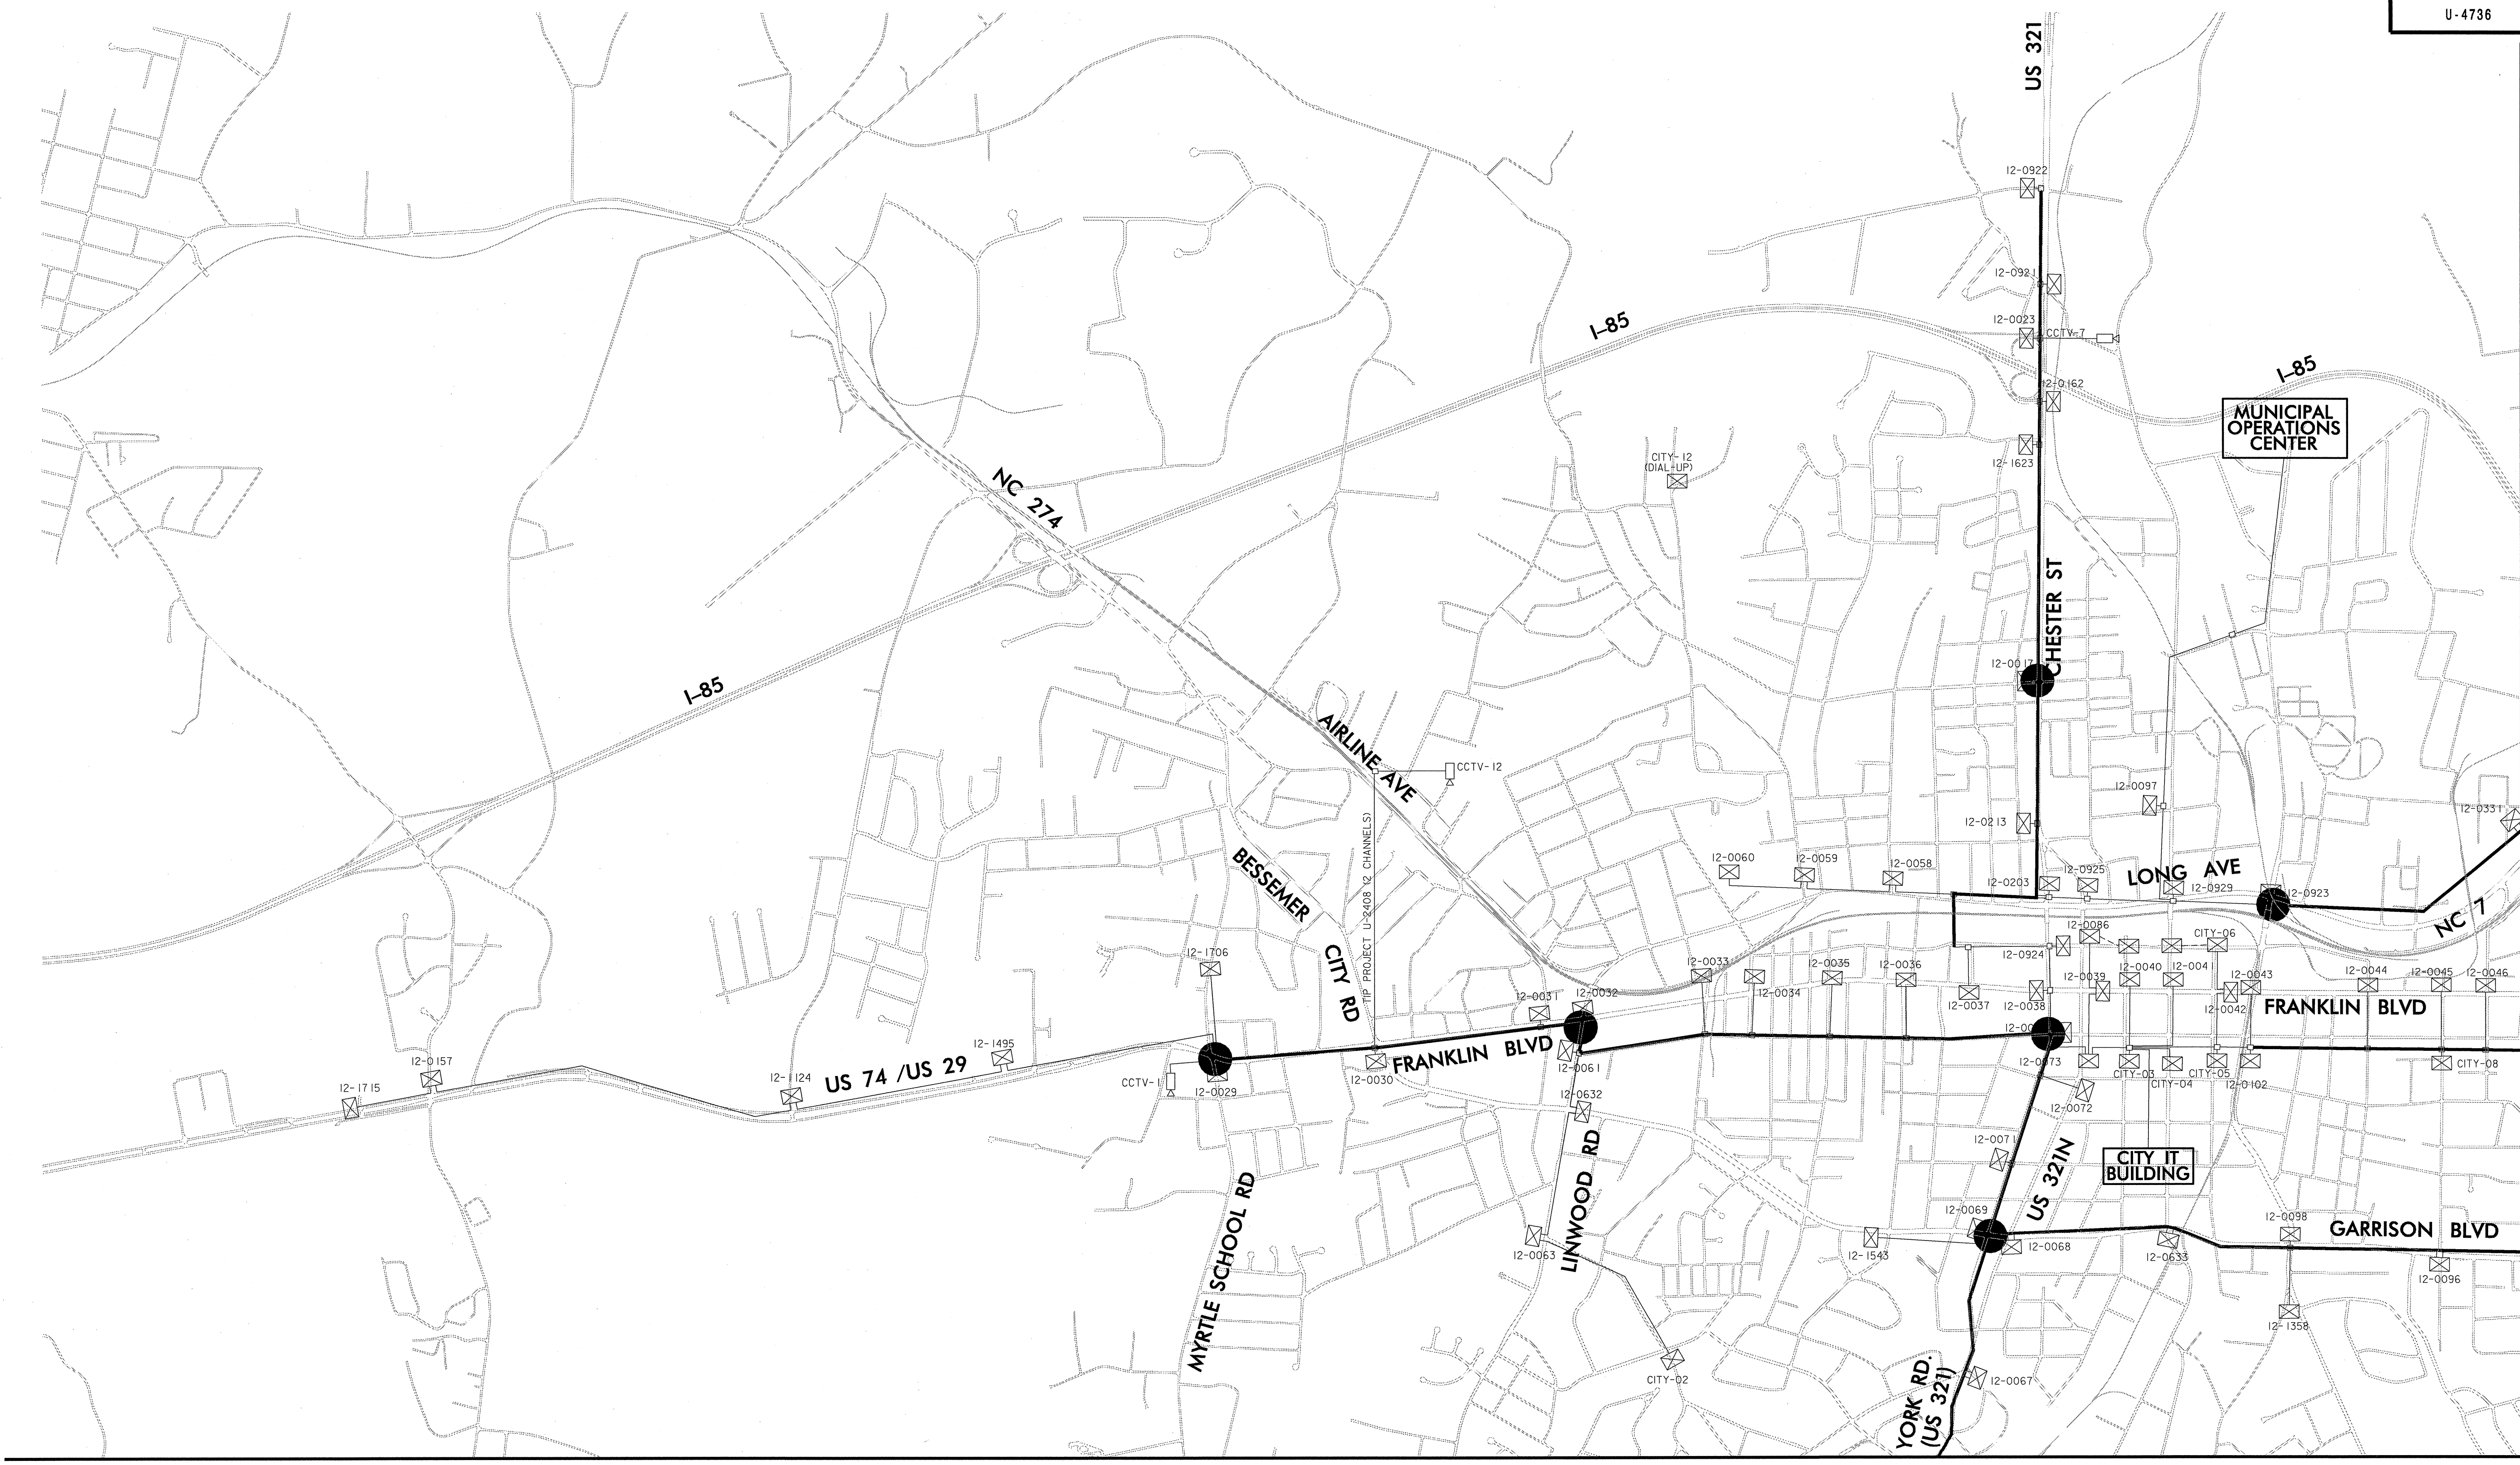 U-4736
US 321
12-0922
12-0921
12-0023
CCTV-7
I-85
I-85
12-0162
MUNICIPAL
OPERATIONS
CENTER
12-1623
CITY-12
(DIAL-UP)
NC 274
CHESTER ST
12-0017
I-85
AIRLINE AVE
CCTV-12
12-0097
12-0331
12-0213
TIP PROJECT UC-2408 (2 CHANNELS)
BESSEMER
CITY RD
12-0060
12-0059
12-0058
12-0203
12-0925
LONG AVE
12-0929
12-0923
NC 7
12-0086
CITY-06
12-0924
12-1706
12-0033
12-0034
12-0035
12-0036
12-0037
12-0038
12-0039
12-0040
12-0042
12-0043
12-0044
12-0045
12-0046
FRANKLIN BLVD
12-0031
12-0032
12-1495
12-0157
12-1715
12-1124
US 74 /US 29
CCTV-1
12-0029
12-0030
FRANKLIN BLVD
12-0061
12-0073
CITY-03
CITY-04
CITY-05
12-0102
CITY-08
12-0632
12-0072
12-0071
LINWOOD RD
US 321N
CITY IT
BUILDING
MYRTLE SCHOOL RD
12-0063
12-1543
12-0069
12-0068
12-0633
12-0098
GARRISON BLVD
12-0096
12-1358
CITY-02
12-0067
YORK RD.
(US 321)